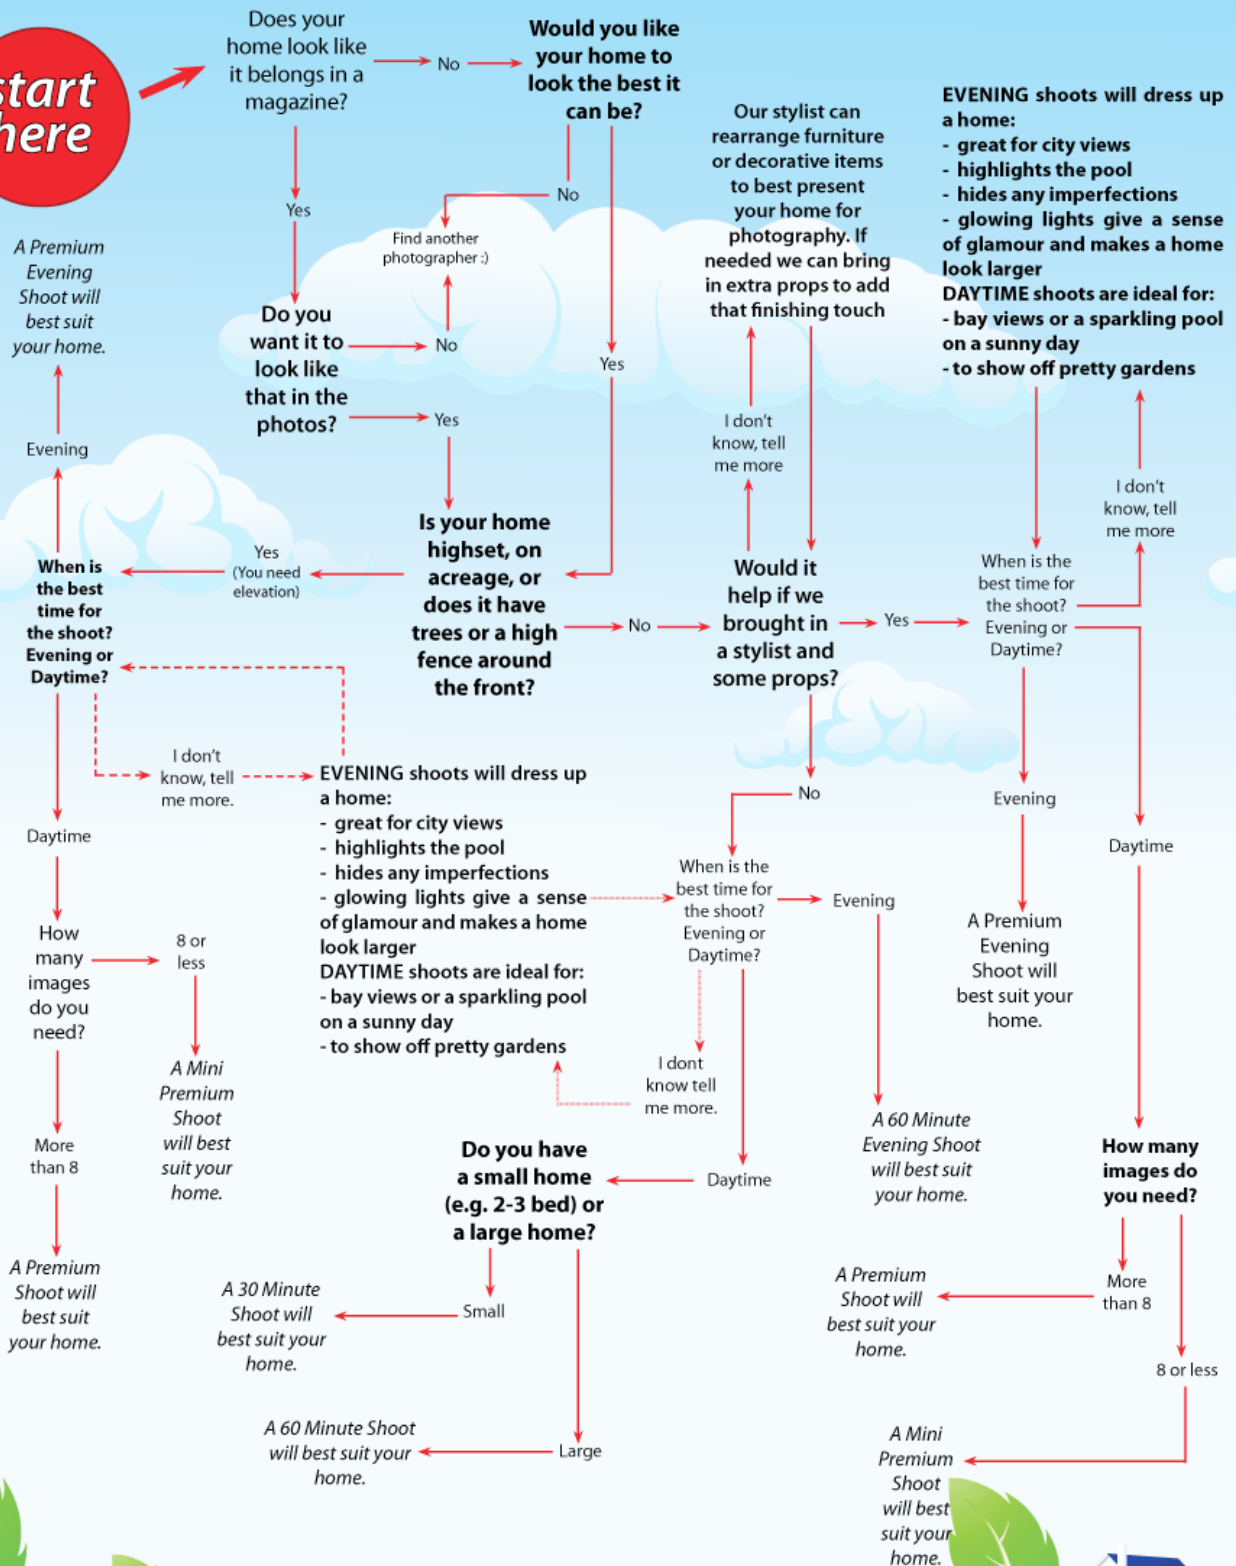 start
here
Does your
home look like
it belongs in a
magazine?
No
Would you like
your home to
look the best it
can be?
Yes
No
Find another
photographer :)
Do you
want it to
look like
that in the
photos?
No
Yes
Yes
Our stylist can
rearrange furniture
or decorative items
to best present
your home for
photography. If
needed we can bring
in extra props to add
that finishing touch
EVENING shoots will dress up
a home:
- great for city views
- highlights the pool
- hides any imperfections
- glowing lights give a sense
of glamour and makes a home
look larger
DAYTIME shoots are ideal for:
- bay views or a sparkling pool
on a sunny day
- to show off pretty gardens
A Premium
Evening
Shoot will
best suit
your home.
Evening
I don't
know, tell
me more
I don't
know, tell
me more
When is
the best
time for
the shoot?
Evening or
Daytime?
Yes
(You need
elevation)
Is your home
highset, on
acreage, or
does it have
trees or a high
fence around
the front?
No
Would it
help if we
brought in
a stylist and
some props?
Yes
When is the
best time for
the shoot?
Evening or
Daytime?
I don't
know, tell
me more.
EVENING shoots will dress up
a home:
- great for city views
- highlights the pool
- hides any imperfections
- glowing lights give a sense
of glamour and makes a home
look larger
DAYTIME shoots are ideal for:
- bay views or a sparkling pool
on a sunny day
- to show off pretty gardens
No
Evening
Daytime
Daytime
When is the
best time for
the shoot?
Evening or
Daytime?
Evening
A Premium
Evening
Shoot will
best suit your
home.
How
many
images
do you
need?
8 or
less
A Mini
Premium
Shoot
will best
suit your
home.
I dont
know tell
me more.
More
than 8
A Premium
Shoot will
best suit
your home.
Do you have
a small home
(e.g. 2-3 bed) or
a large home?
Daytime
A 60 Minute
Evening Shoot
will best suit
your home.
How many
images do
you need?
A 30 Minute
Shoot will
best suit your
home.
Small
A Premium
Shoot will
best suit your
home.
More
than 8
8 or less
A 60 Minute Shoot
will best suit your
home.
Large
A Mini
Premium
Shoot
will best
suit your
home.